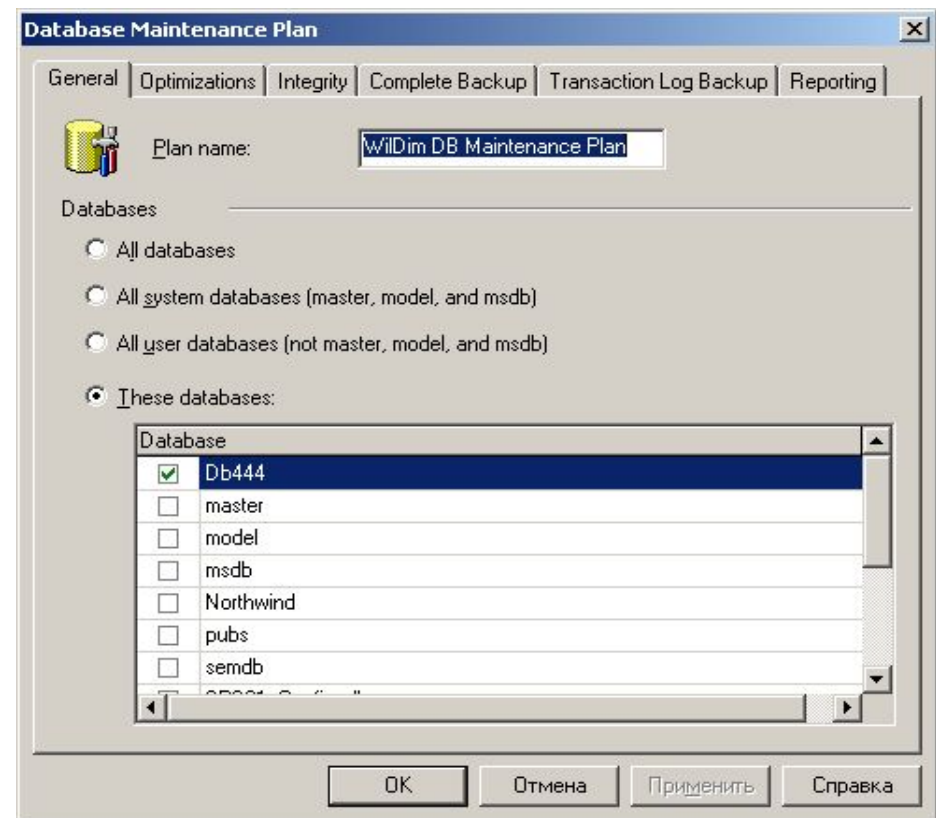 Database Maintenance Plan
General Optimizations Integrity Complete Backup Transaction Log Backup Reporting
Plan name: WilDim DB Maintenance Plan
Databases
All databases
All system databases (master, model, and msdb)
All user databases (not master, model, and msdb)
These databases:
Database
Db444
master
model
msdb
Northwind
pubs
semdb
OK Отмена Применить Справка